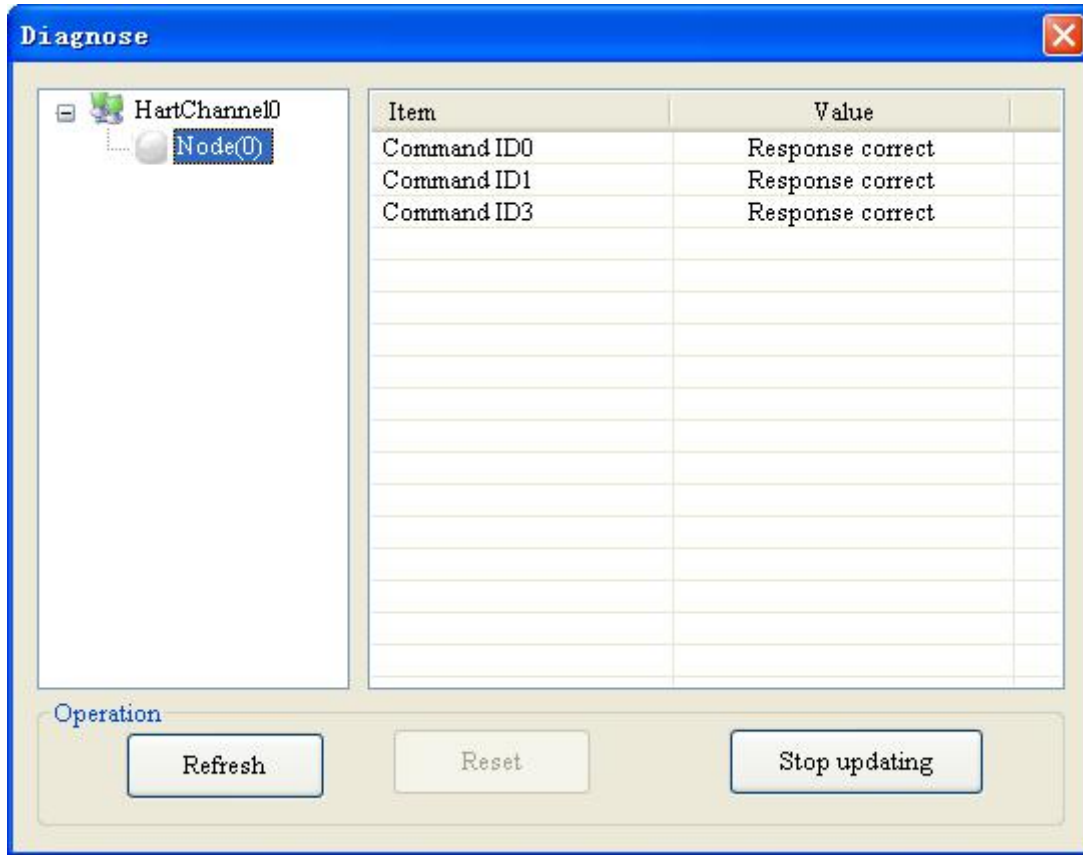 Diagnose
HartChannel0
Node(0)
Item Value
Command ID0 Response correct
Command ID1 Response correct
Command ID3 Response correct
Operation
Refresh Reset Stop updating